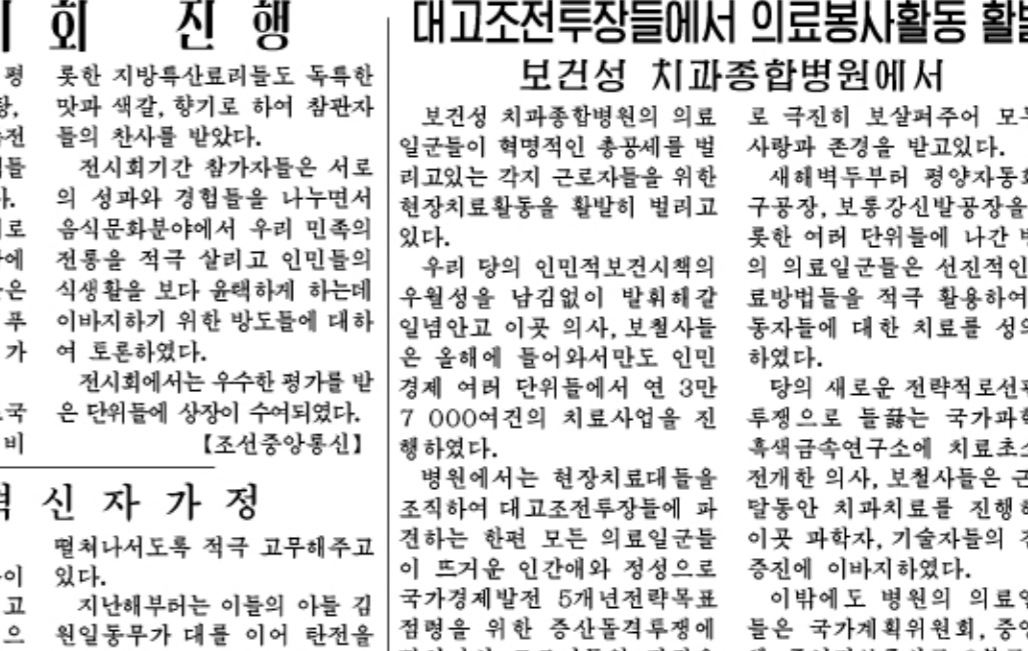 회 진행
평
탕,
전
들
로
에
은
푸
가
국
비
롯한 지방특산료리들도 독특한
맛과 색갈, 향기로 하여 참관자
들의 찬사를 받았다.
전시회기간 참가자들은 서로
의 성과와 경험들을 나누면서
음식문화분야에서 우리 민족의
전통을 적극 살리고 인민들의
식생활을 보다 윤택하게 하는데
이바지하기 위한 방도들에 대하
여 토론하였다.
전시회에서는 우수한 평가를 받
은 단위들에 상장이 수여되였다.
【조선중앙통신】
신자가정
이
고
으
떨쳐나서도록 적극 고무해주고
있다.
지난해부터는 이들의 아들 김
원일동무가 대를 이어 탄전을
대고조전투장들에서 의료봉사활동 활발
보건성 치과종합병원에서
보건성 치과종합병원의 의료
일군들이 혁명적인 총공세를 벌
리고있는 각지 근로자들을 위한
현장치료활동을 활발히 벌리고
있다.
우리 당의 인민적보건시책의
우월성을 남김없이 발휘해갈
일념안고 이곳 의사, 보철사들
은 올해에 들어와서만도 인민
경제 여러 단위들에서 연 3만
7 000여건의 치료사업을 진
행하였다.
병원에서는 현장치료대들을
조직하여 대고조전투장들에 파
견하는 한편 모든 의료일군들
이 뜨거운 인간애와 정성으로
국가경제발전 5개년전략목표
점령을 위한 증산돌격투쟁에
로 극진히 보살펴주어 모두
사랑과 존경을 받고있다.
새해벽두부터 평양자동화
구공장, 보통강신발공장을
롯한 여러 단위들에 나간 병
의 의료일군들은 선진적인
료방법들을 적극 활용하여
동자들에 대한 치료를 성의
하였다.
당의 새로운 전략적로선관
투쟁으로 들끓는 국가과학
흑색금속연구소에 치료초소
전개한 의사, 보철사들은 근
달동안 치과치료를 진행하
이곳 과학자, 기술자들의 건
증진에 이바지하였다.
이밖에도 병원의 의료일
들은 국가계획위원회, 중앙